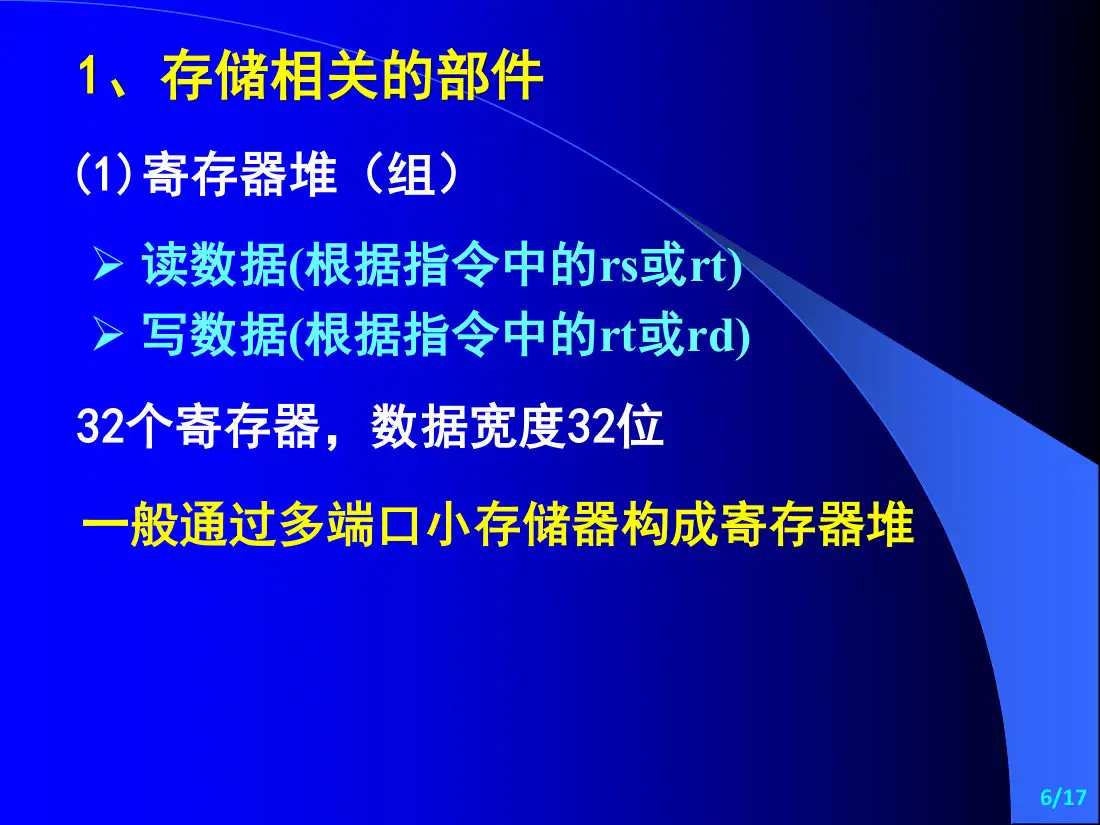 1、存储相关的部件
(1)寄存器堆（组）
➢ 读数据(根据指令中的rs或rt)
➢ 写数据(根据指令中的rt或rd)
32个寄存器，数据宽度32位
一般通过多端口小存储器构成寄存器堆
6/17